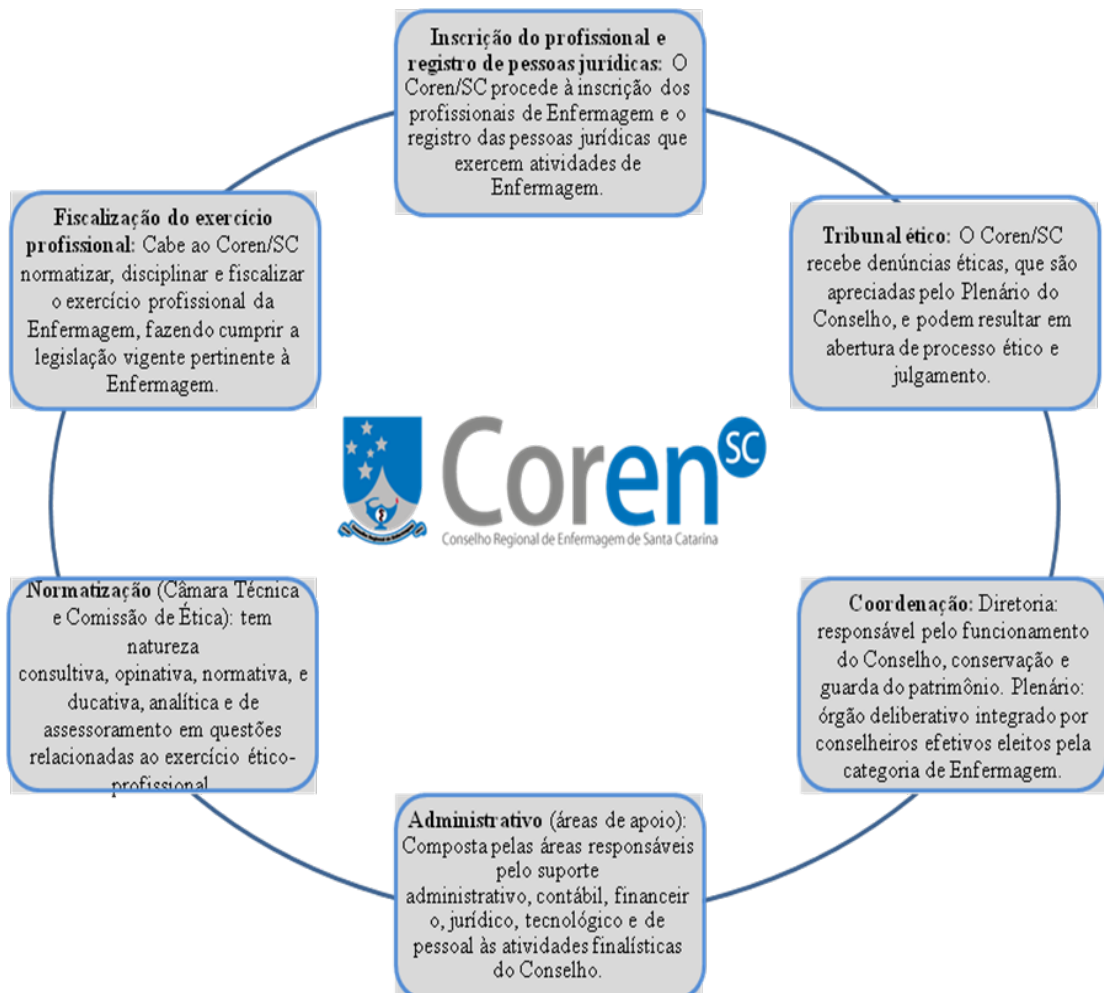 Inscrição do profissional e
registro de pessoas jurídicas: O
Coren/SC procede à inscrição dos
profissionais de Enfermagem e o
registro das pessoas jurídicas que
exercem atividades de
Enfermagem.
Tribunal ético: O Coren/SC
recebe denúncias éticas, que são
apreciadas pelo Plenário do
Conselho, e podem resultar em
abertura de processo ético e
julgamento.
Coordenação: Diretoria:
responsável pelo funcionamento
do Conselho, conservação e
guarda do patrimônio. Plenário:
órgão deliberativo integrado por
conselheiros efetivos eleitos pela
categoria de Enfermagem.
Administrativo (áreas de apoio):
Composta pelas áreas responsáveis
pelo suporte
administrativo, contábil, financeir
o, jurídico, tecnológico e de
pessoal às atividades finalísticas
do Conselho.
Normatização (Câmara Técnica
e Comissão de Ética): tem
natureza
consultiva, opinativa, normativa, e
ducativa, analítica e de
assessoramento em questões
relacionadas ao exercício ético-
profissional
Fiscalização do exercício
profissional: Cabe ao Coren/SC
normatizar, disciplinar e fiscalizar
o exercício profissional da
Enfermagem, fazendo cumprir a
legislação vigente pertinente à
Enfermagem.
Coren SC
Conselho Regional de Enfermagem de Santa Catarina